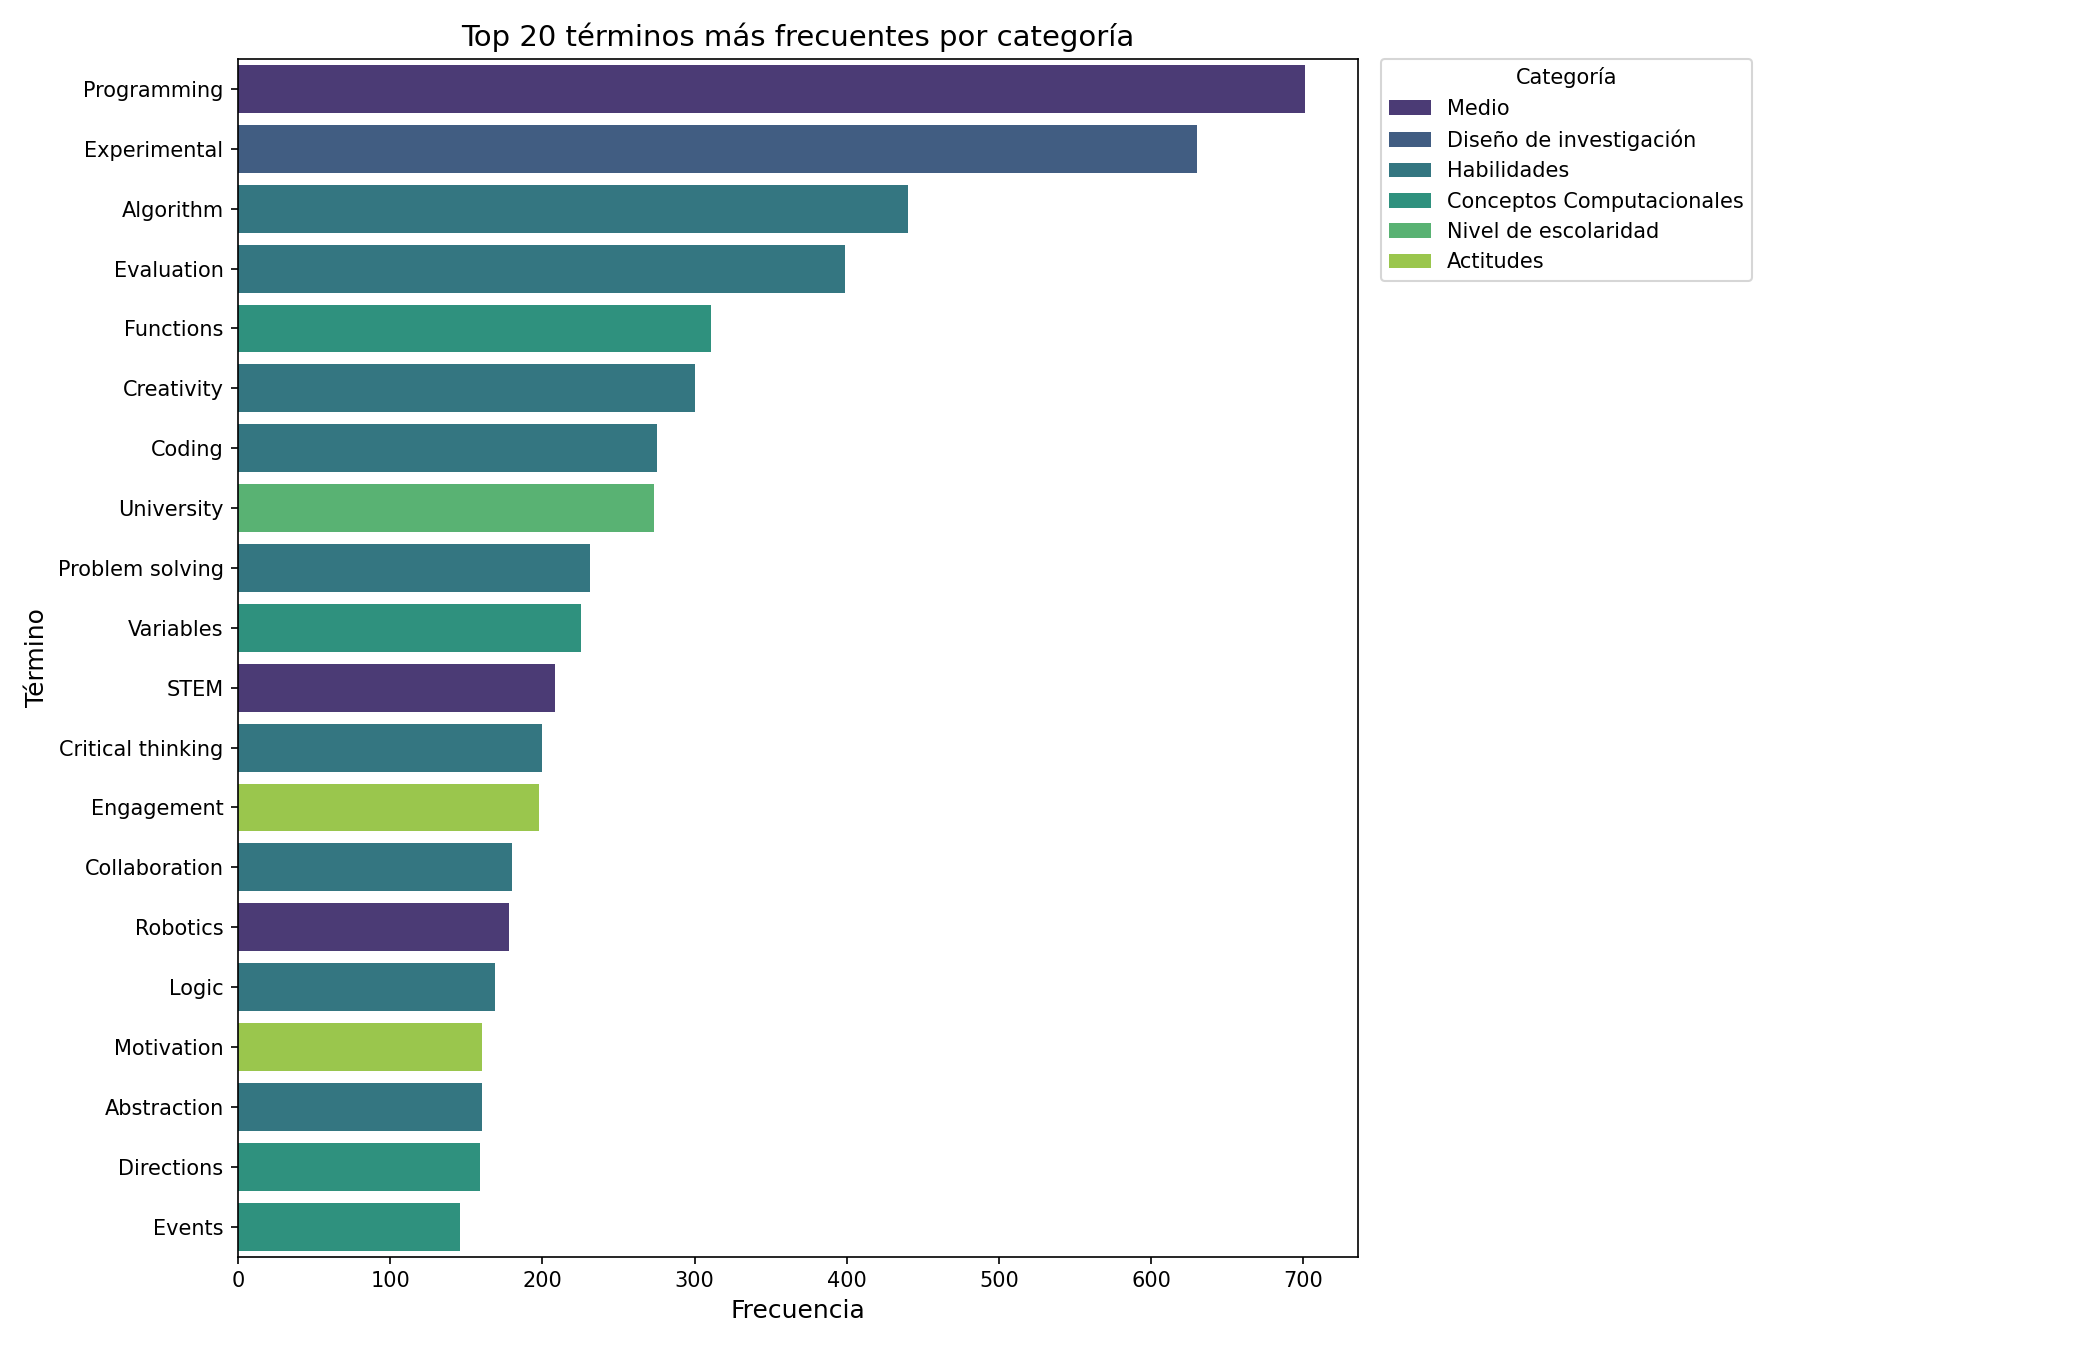 Top 20 términos más frecuentes por categoría
Categoría
Medio
Diseño de investigación
Habilidades
Conceptos Computacionales
Nivel de escolaridad
Actitudes
Término
Programming
Experimental
Algorithm
Evaluation
Functions
Creativity
Coding
University
Problem solving
Variables
STEM
Critical thinking
Engagement
Collaboration
Robotics
Logic
Motivation
Abstraction
Directions
Events
0 100 200 300 400 500 600 700
Frecuencia